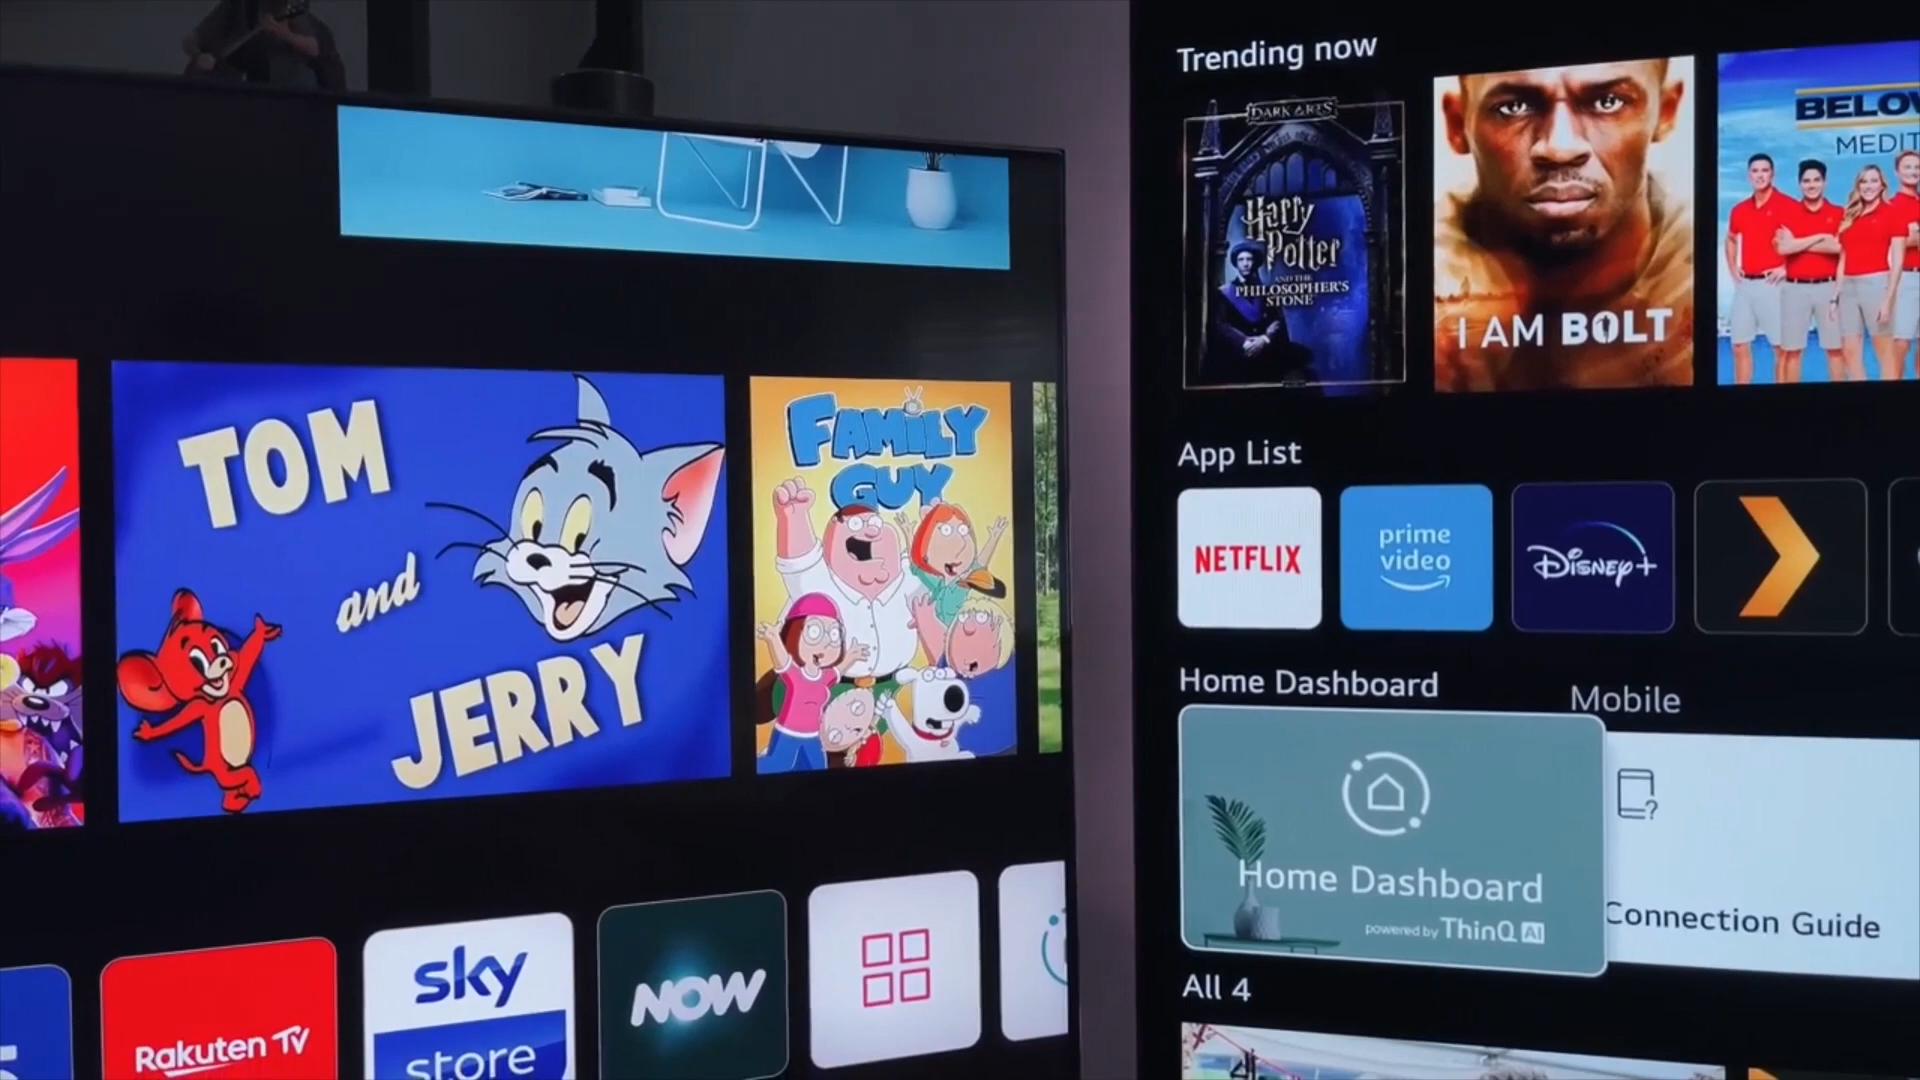 TOM
and
JERRY
FAMILY
GUY
Rakuten TV
sky
store
NOW
Trending now
DARK ARTS
Harry
Potter
AND THE
PHILOSOPHER'S
STONE
I AM BOLT
BELOW
MEDIT
App List
NETFLIX
prime
video
Disney+
Home Dashboard
Mobile
Home Dashboard
powered by ThinQ AI
?
Connection Guide
All 4